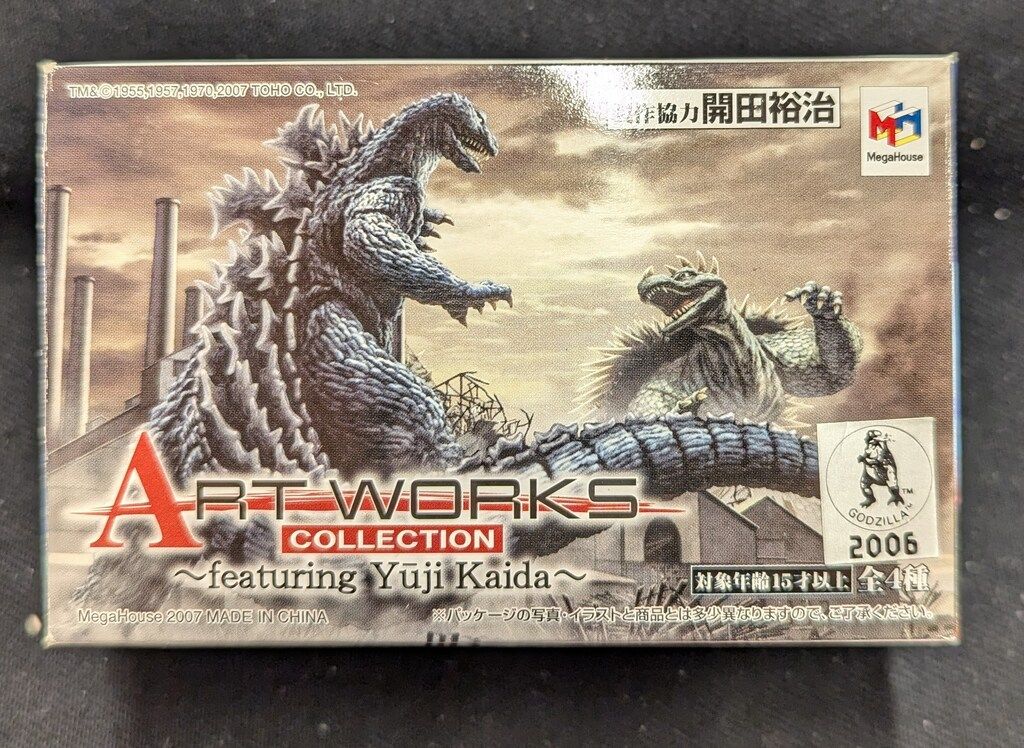 TM&©1955,1957,1970,2007 TOHO CO., LTD.
作協力 開田裕治
MegaHouse
ART WORKS
COLLECTION
~featuring Yūji Kaida~
GODZILLA™
2006
対象年齢15才以上 全4種
MegaHouse 2007 MADE IN CHINA
※パッケージの写真・イラストと商品とは多少異なりますので、ご了承ください。